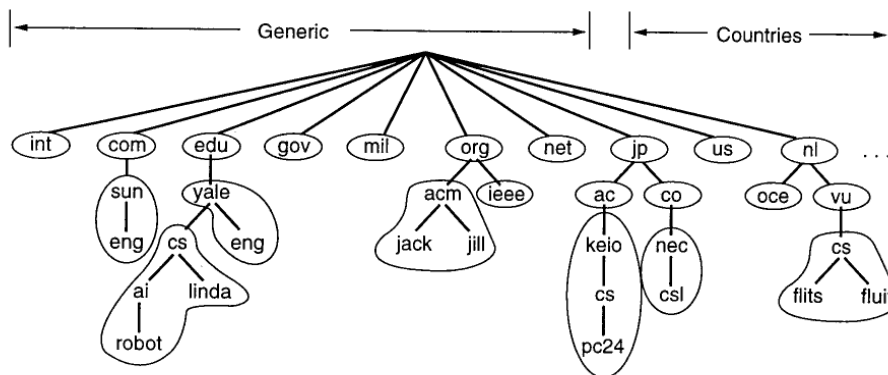 Generic Countries
int com edu gov mil org net jp us nl ...
sun yale acm ieee ac co oce vu
eng cs eng jack jill keio nec cs
ai linda cs csl flits fluit
robot pc24